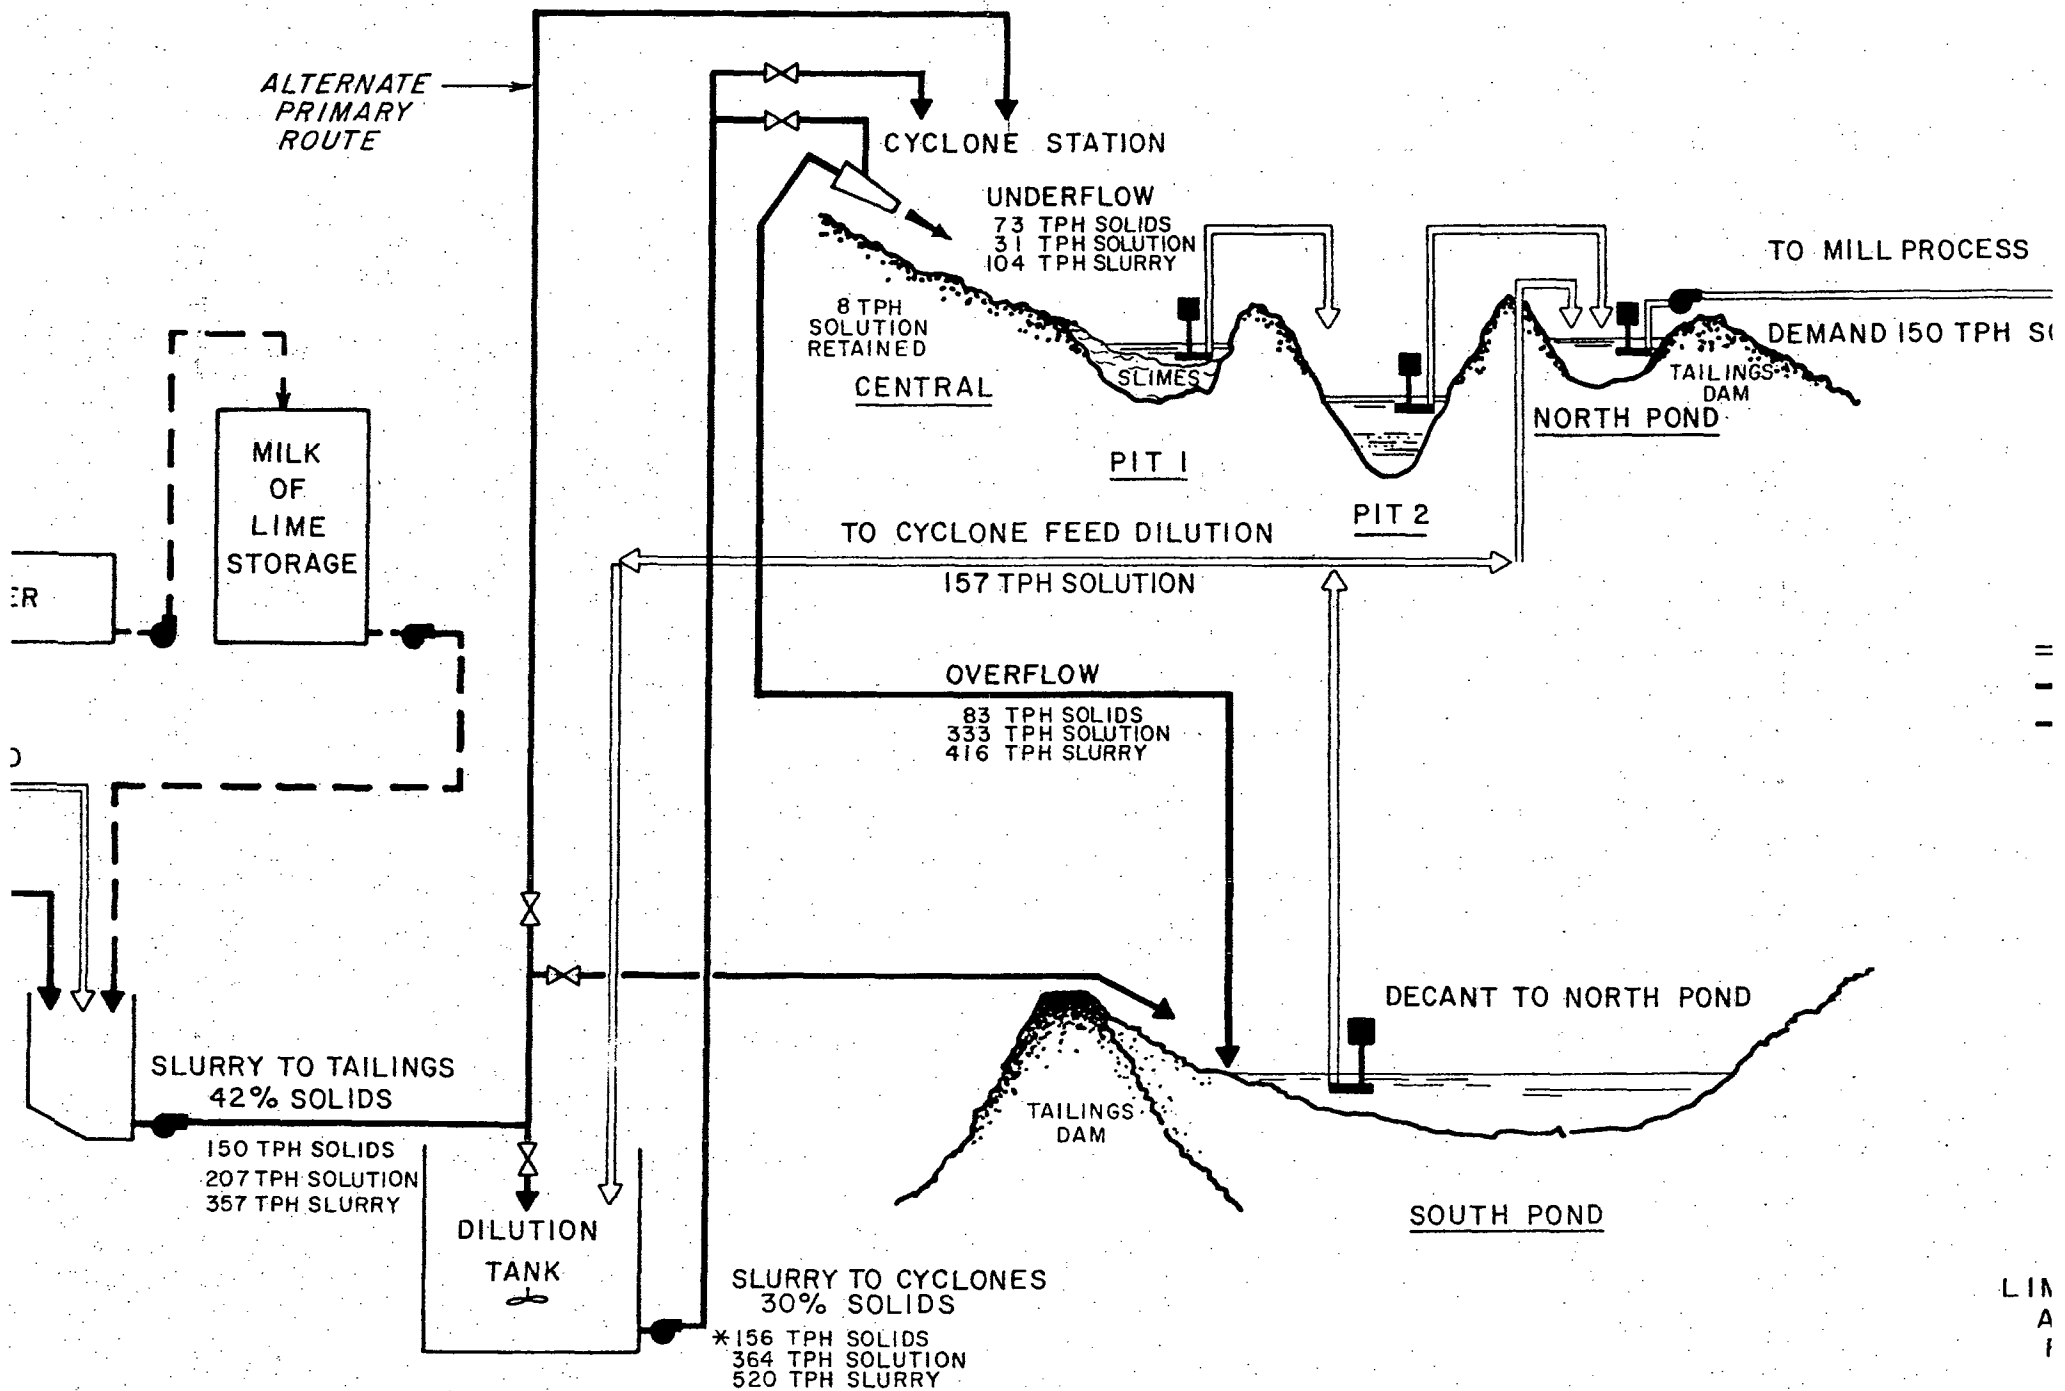 ALTERNATE
PRIMARY
ROUTE
CYCLONE STATION
UNDERFLOW
73 TPH SOLIDS
31 TPH SOLUTION
104 TPH SLURRY
TO MILL PROCESS
8 TPH
SOLUTION
RETAINED
DEMAND 150 TPH SO
CENTRAL
SLIMES
TAILINGS
DAM
NORTH POND
PIT 1
PIT 2
MILK
OF
LIME
STORAGE
ER
TO CYCLONE FEED DILUTION
157 TPH SOLUTION
OVERFLOW
83 TPH SOLIDS
333 TPH SOLUTION
416 TPH SLURRY
DECANT TO NORTH POND
SLURRY TO TAILINGS
42% SOLIDS
150 TPH SOLIDS
207 TPH SOLUTION
357 TPH SLURRY
TAILINGS
DAM
SOUTH POND
DILUTION
TANK
SLURRY TO CYCLONES
30% SOLIDS
*156 TPH SOLIDS
364 TPH SOLUTION
520 TPH SLURRY